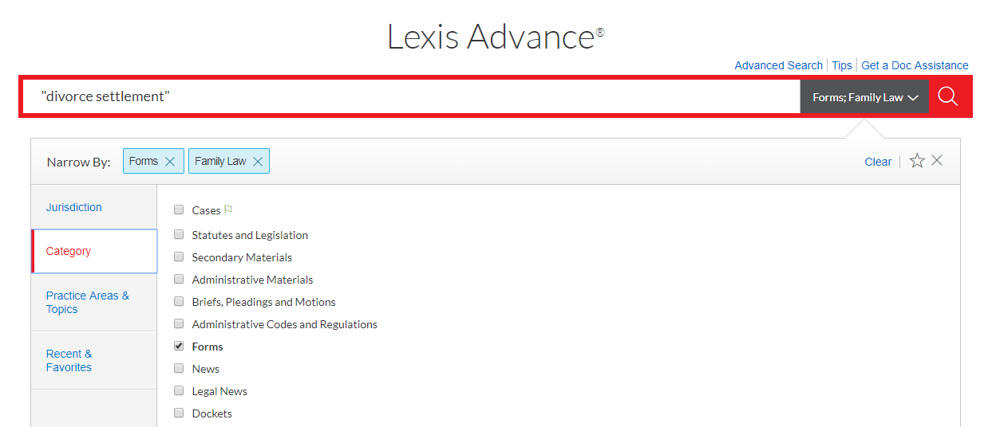 Lexis Advance®
Advanced Search | Tips | Get a Doc Assistance
"divorce settlement"
Forms; Family Law
Narrow By:
Forms
Family Law
Clear
Jurisdiction
Category
Practice Areas &
Topics
Recent &
Favorites
Cases
Statutes and Legislation
Secondary Materials
Administrative Materials
Briefs, Pleadings and Motions
Administrative Codes and Regulations
Forms
News
Legal News
Dockets